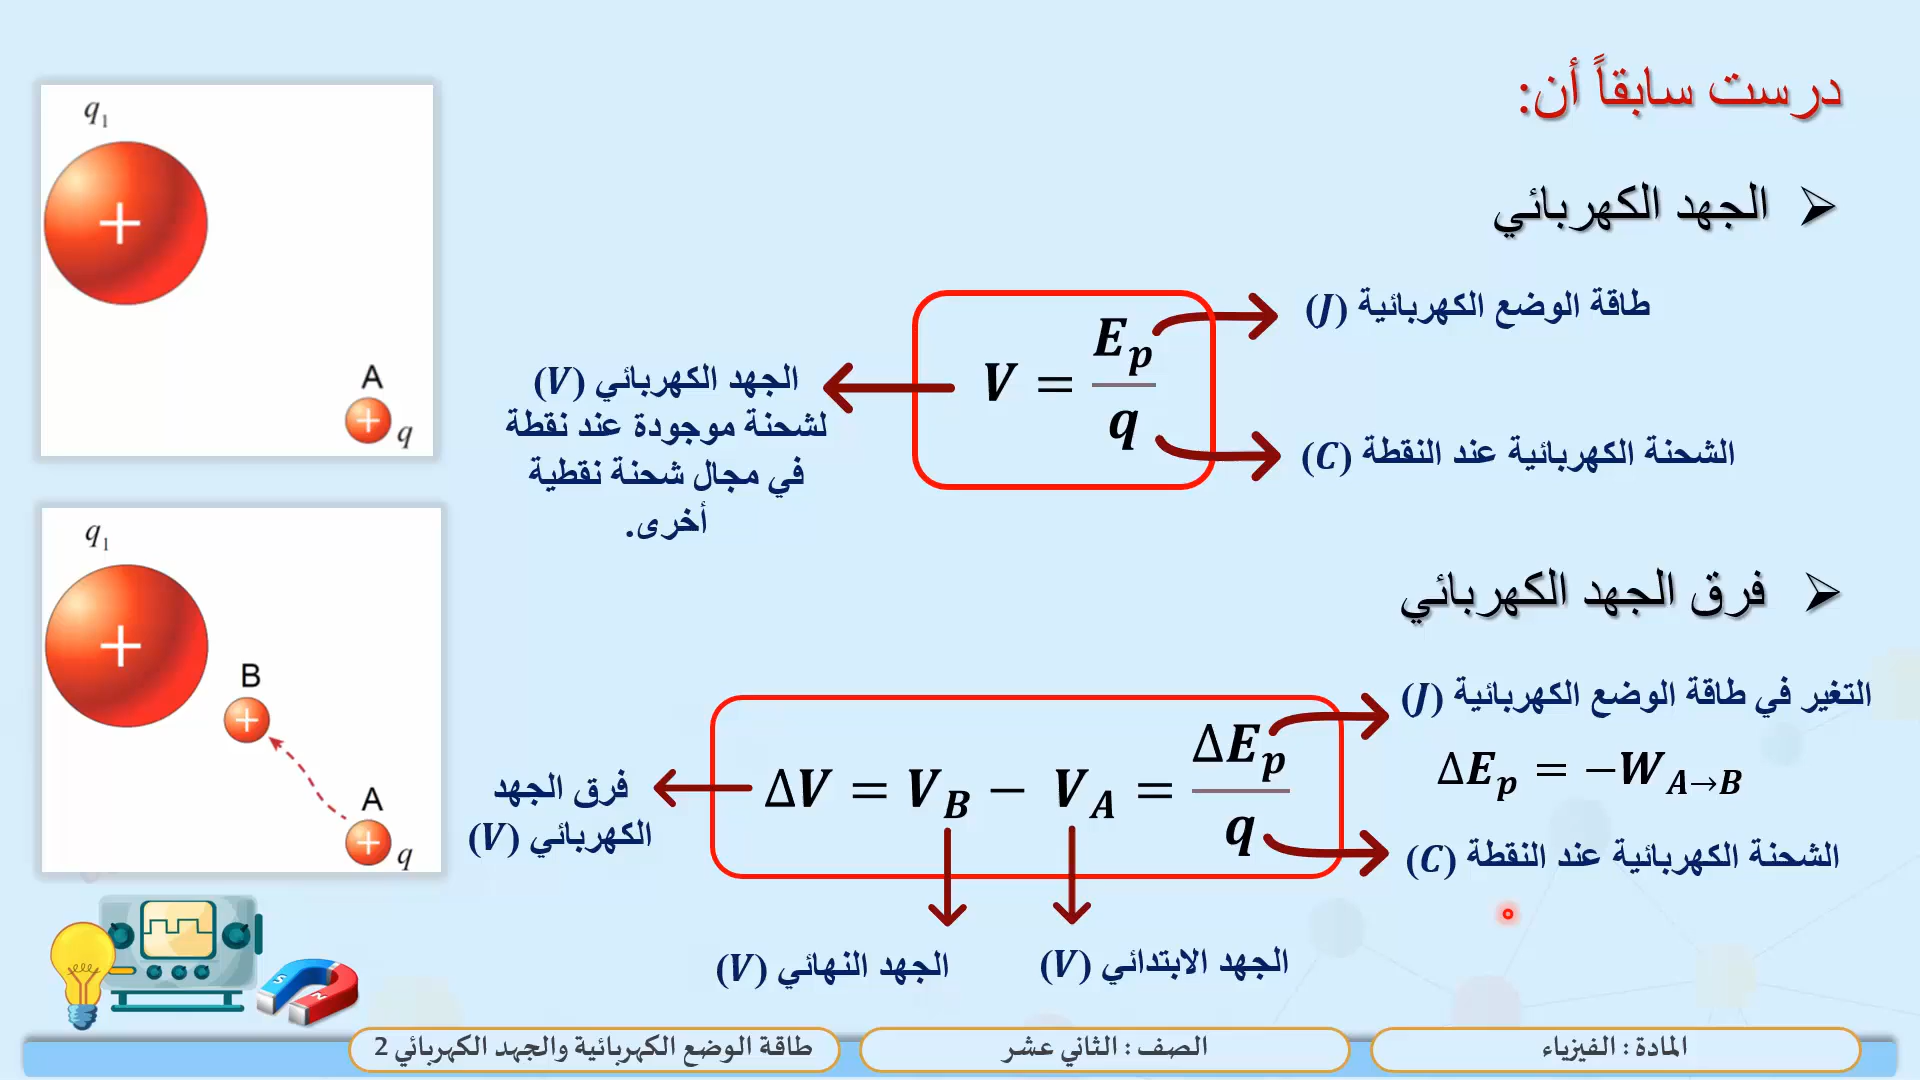 درست سابقاً أن:
➢ الجهد الكهربائي
طاقة الوضع الكهربائية (J)
V = E_p / q
الشحنة الكهربائية عند النقطة (C)
الجهد الكهربائي (V)
لشحنة موجودة عند نقطة
في مجال شحنة نقطية
أخرى.
q₁
+
A
+ q
➢ فرق الجهد الكهربائي
التغير في طاقة الوضع الكهربائية (J)
ΔE_p = −W_A→B
الشحنة الكهربائية عند النقطة (C)
ΔV = V_B − V_A = ΔE_p / q
فرق الجهد
الكهربائي (V)
الجهد الابتدائي (V)
الجهد النهائي (V)
q₁
+
B
+
A
+ q
S
N
المادة : الفيزياء
الصف : الثاني عشر
طاقة الوضع الكهربائية والجهد الكهربائي 2